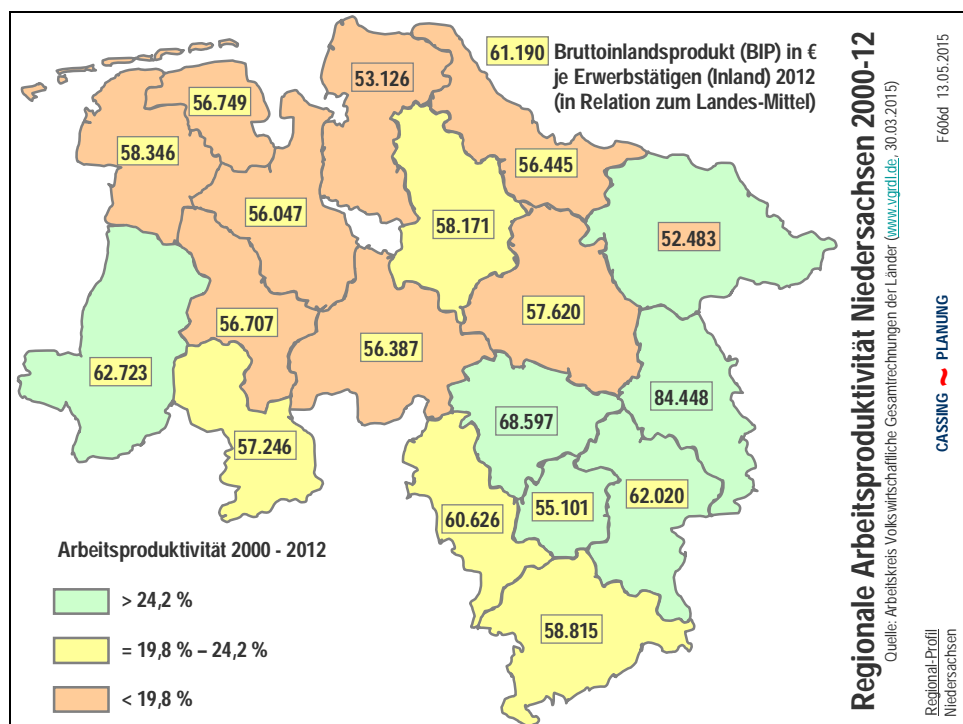 61.190
Bruttoinlandsprodukt (BIP) in €
je Erwerbstätigen (Inland) 2012
(in Relation zum Landes-Mittel)
53.126
56.749
58.346
56.445
56.047
58.171
52.483
57.620
56.707
56.387
62.723
84.448
68.597
57.246
62.020
55.101
60.626
58.815
Arbeitsproduktivität 2000 - 2012
> 24,2 %
= 19,8 % – 24,2 %
< 19,8 %
Regionale Arbeitsproduktivität Niedersachsen 2000-12
Quelle: Arbeitskreis Volkswirtschaftliche Gesamtrechnungen der Länder (www.vgrdl.de, 30.03.2015)
F606d 13.05.2015
CASSING ~ PLANUNG
Regional-Profil
Niedersachsen